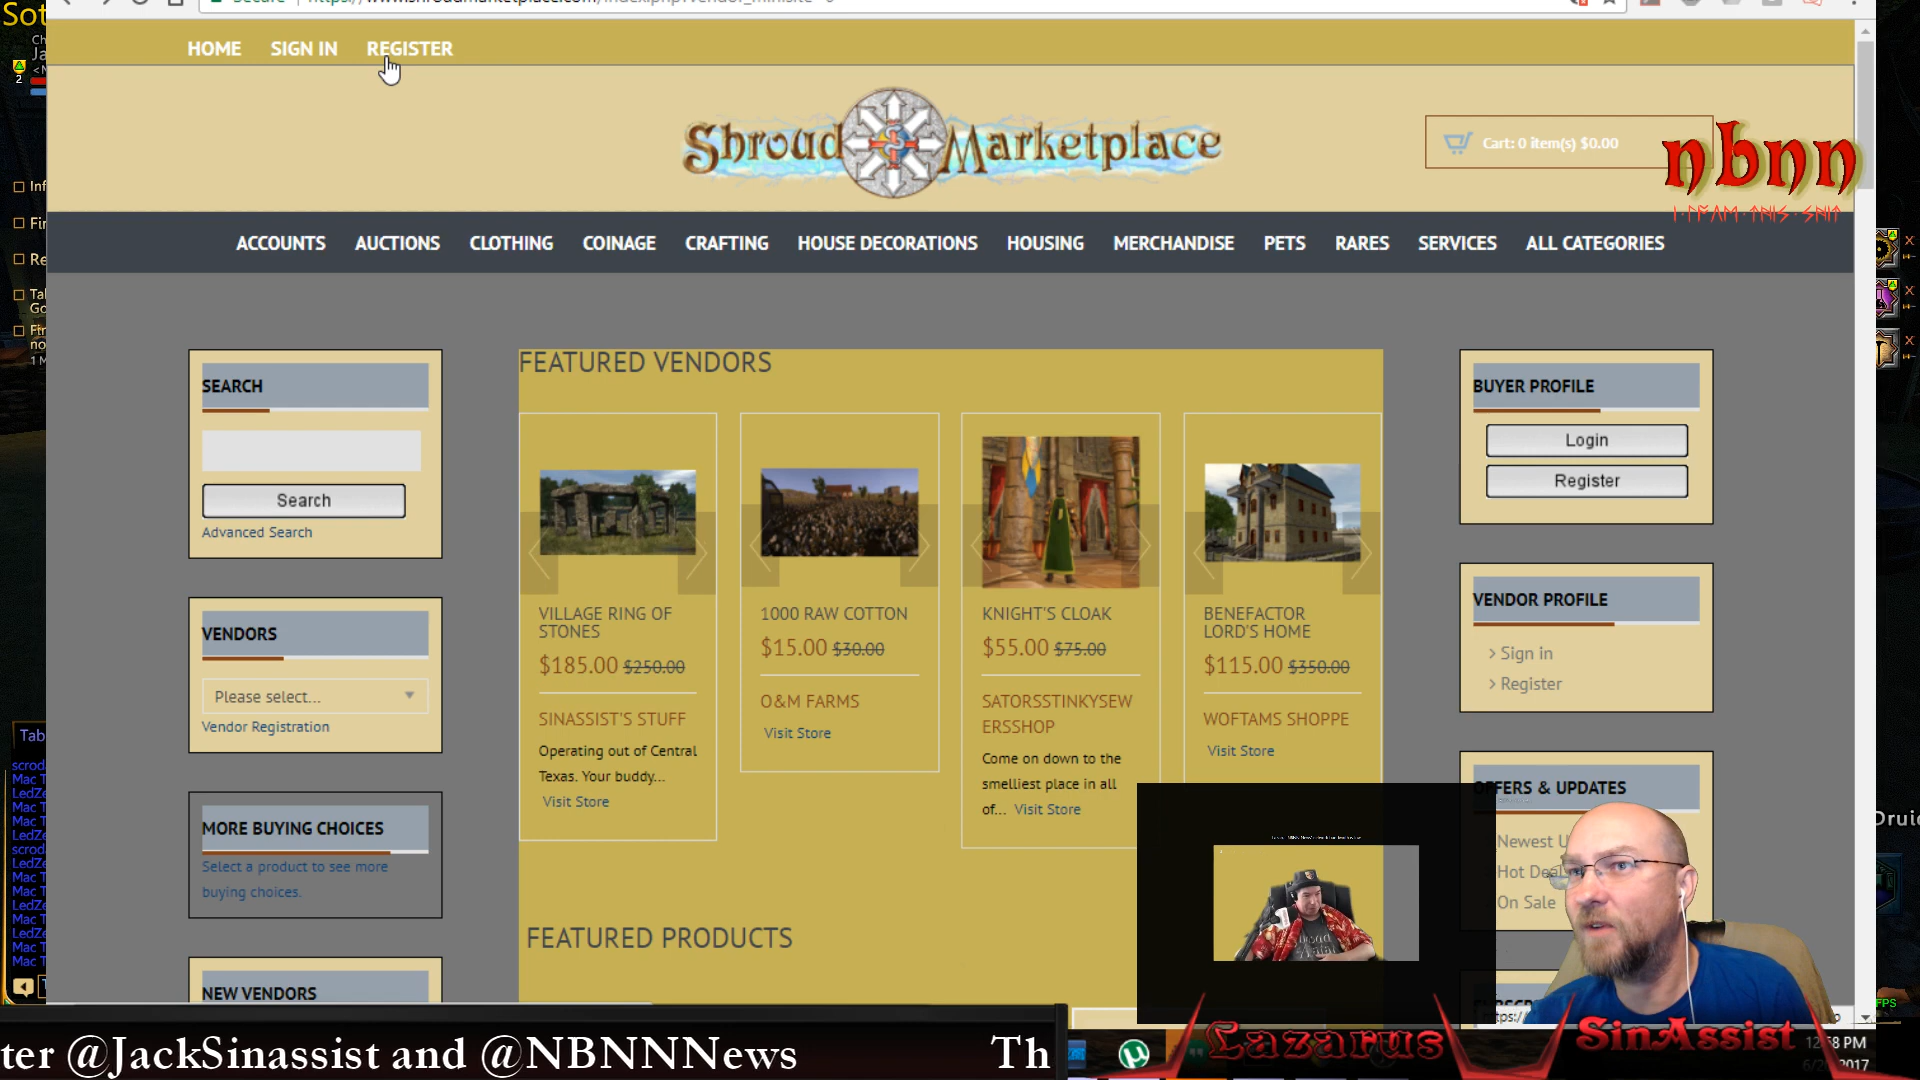 HOME SIGN IN REGISTER
Shroud Marketplace
Cart: 0 item(s) $0.00
nbnn
ACCOUNTS AUCTIONS CLOTHING COINAGE CRAFTING HOUSE DECORATIONS HOUSING MERCHANDISE PETS RARES SERVICES ALL CATEGORIES
SEARCH
Search
Advanced Search
VENDORS
Please select...
Vendor Registration
MORE BUYING CHOICES
Select a product to see more
buying choices.
NEW VENDORS
FEATURED VENDORS
VILLAGE RING OF
STONES
$185.00 $250.00
SINASSIST'S STUFF
Operating out of Central
Texas. Your buddy...
Visit Store
1000 RAW COTTON
$15.00 $30.00
O&M FARMS
Visit Store
KNIGHT'S CLOAK
$55.00 $75.00
SATORSSTINKYSEW
ERSSHOP
Come on down to the
smelliest place in all
of... Visit Store
BENEFACTOR
LORD'S HOME
$115.00 $350.00
WOFTAMS SHOPPE
Visit Store
FEATURED PRODUCTS
BUYER PROFILE
Login
Register
VENDOR PROFILE
> Sign in
> Register
OFFERS & UPDATES
Newest U
Hot Deal
On Sale
ter @JackSinassist and @NBNNNews Th
Lazarus
SinAssist
FPS